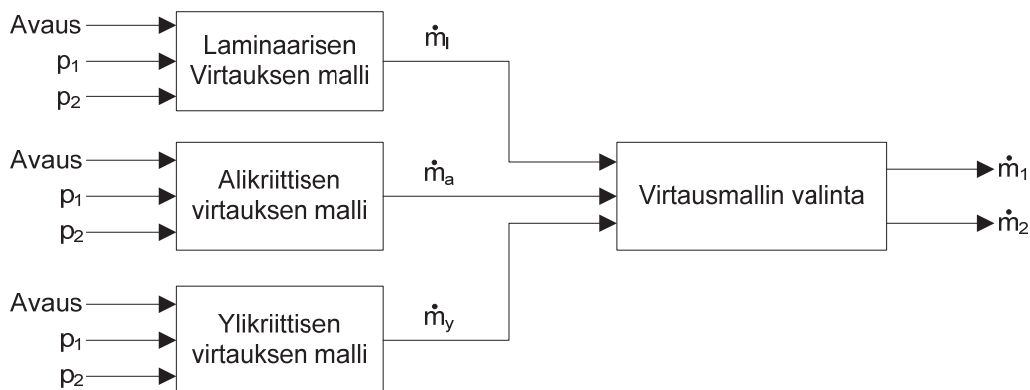 Avaus
p₁
p₂
Laminaarisen
Virtauksen malli
ṁₗ
Avaus
p₁
p₂
Alikriittisen
virtauksen malli
ṁₐ
Avaus
p₁
p₂
Ylikriittisen
virtauksen malli
ṁy
Virtausmallin valinta
ṁ₁
ṁ₂